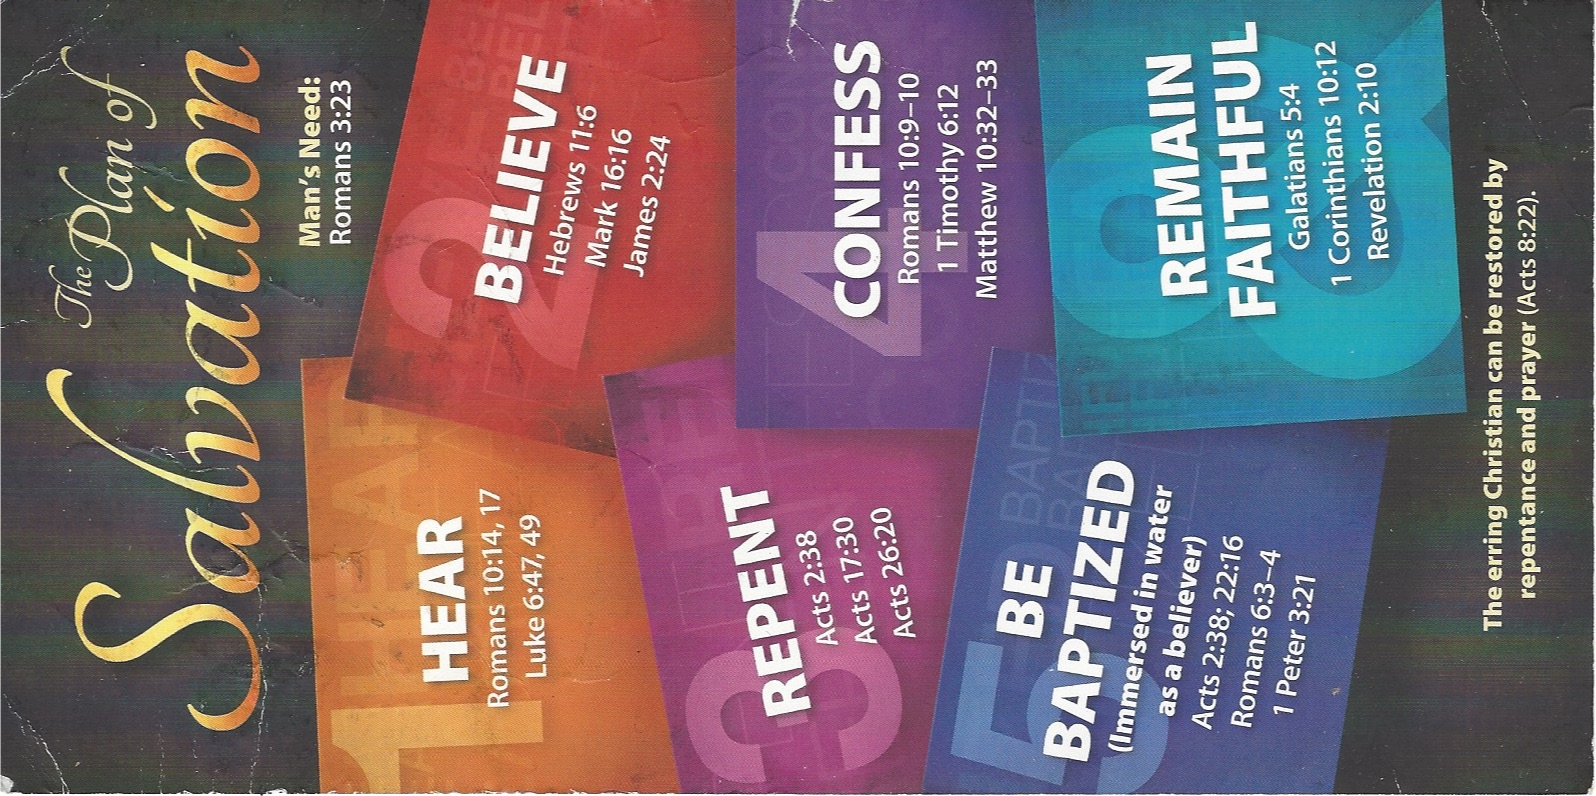 The Plan of
Salvation
Man's Need:
Romans 3:23
1
HEAR
Romans 10:14, 17
Luke 6:47, 49
2
BELIEVE
Hebrews 11:6
Mark 16:16
James 2:24
3
REPENT
Acts 2:38
Acts 17:30
Acts 26:20
4
CONFESS
Romans 10:9–10
1 Timothy 6:12
Matthew 10:32–33
5
BE
BAPTIZED
(Immersed in water
as a believer)
Acts 2:38; 22:16
Romans 6:3–4
1 Peter 3:21
REMAIN
FAITHFUL
Galatians 5:4
1 Corinthians 10:12
Revelation 2:10
The erring Christian can be restored by
repentance and prayer (Acts 8:22).